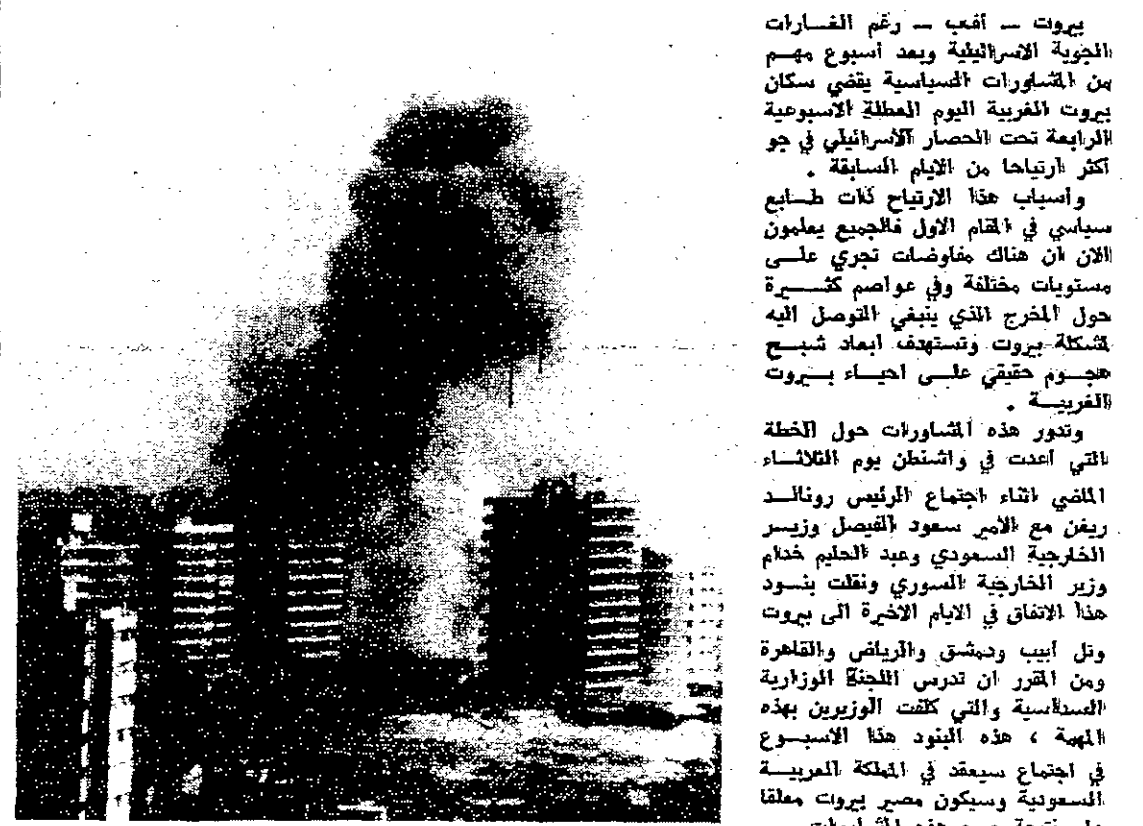 بيروت — أفب — رغم الغارات
الجوية الاسرائيلية وبعد أسبوع مهم
من المشاورات السياسية يقضي سكان
بيروت الغربية اليوم العطلة الاسبوعية
الرابعة تحت الحصار الاسرائيلي في جو
أكثر ارتياحا من الايام السابقة .
وأسباب هذا الارتياح ذات طابع
سياسي في المقام الاول فالجميع يعلمون
الان ان هناك مفاوضات تجري على
مستويات مختلفة وفي عواصم كثيرة
حول المخرج الذي ينبغي التوصل اليه
لمشكلة بيروت وتستهدف ابعاد شبح
هجوم حقيقي على احياء بيروت
الغربية .
وتدور هذه المشاورات حول الخطة
التي أعدت في واشنطن يوم الثلاثاء
الماضي اثناء اجتماع الرئيس رونالد
ريغن مع الامير سعود الفيصل وزير
الخارجية السعودي وعبد الحليم خدام
وزير الخارجية السوري ونقلت بنود
هذا الاتفاق في الايام الاخيرة الى بيروت
وتل أبيب ودمشق والرياض والقاهرة
ومن المقرر ان تدرس اللجنة الوزارية
السداسية والتي كلفت الوزيرين بهذه
المهمة ، هذه البنود هذا الاسبوع
في اجتماع سيعقد في المملكة العربية
السعودية وسيكون مصير بيروت معلقا